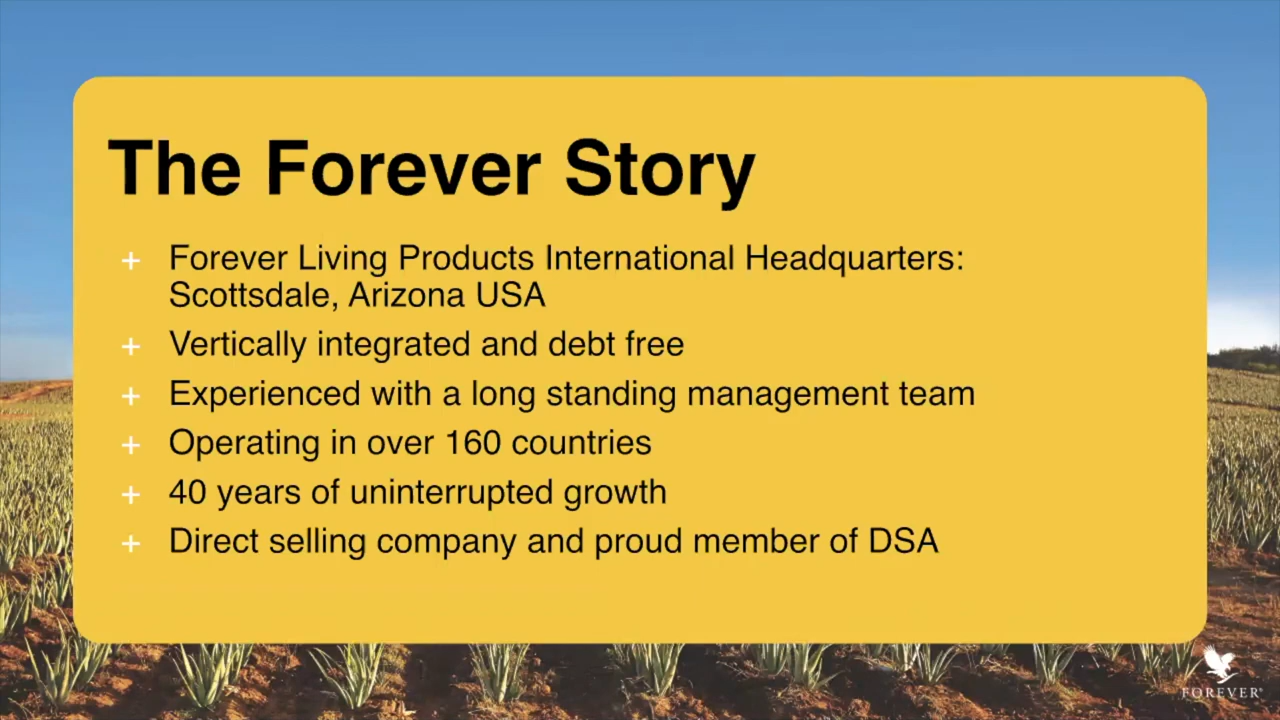 The Forever Story
+ Forever Living Products International Headquarters:
Scottsdale, Arizona USA
+ Vertically integrated and debt free
+ Experienced with a long standing management team
+ Operating in over 160 countries
+ 40 years of uninterrupted growth
+ Direct selling company and proud member of DSA
FOREVER®